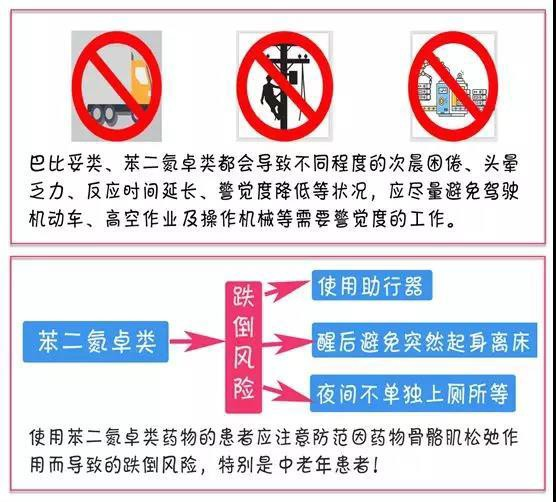 巴比妥类、苯二氮卓类都会导致不同程度的次晨困倦、头晕
乏力、反应时间延长、警觉度降低等状况，应尽量避免驾驶
机动车、高空作业及操作机械等需要警觉度的工作。
苯二氮卓类
跌倒风险
使用助行器
醒后避免突然起身离床
夜间不单独上厕所等
使用苯二氮卓类药物的患者应注意防范因药物骨骼肌松弛作
用而导致的跌倒风险，特别是中老年患者！